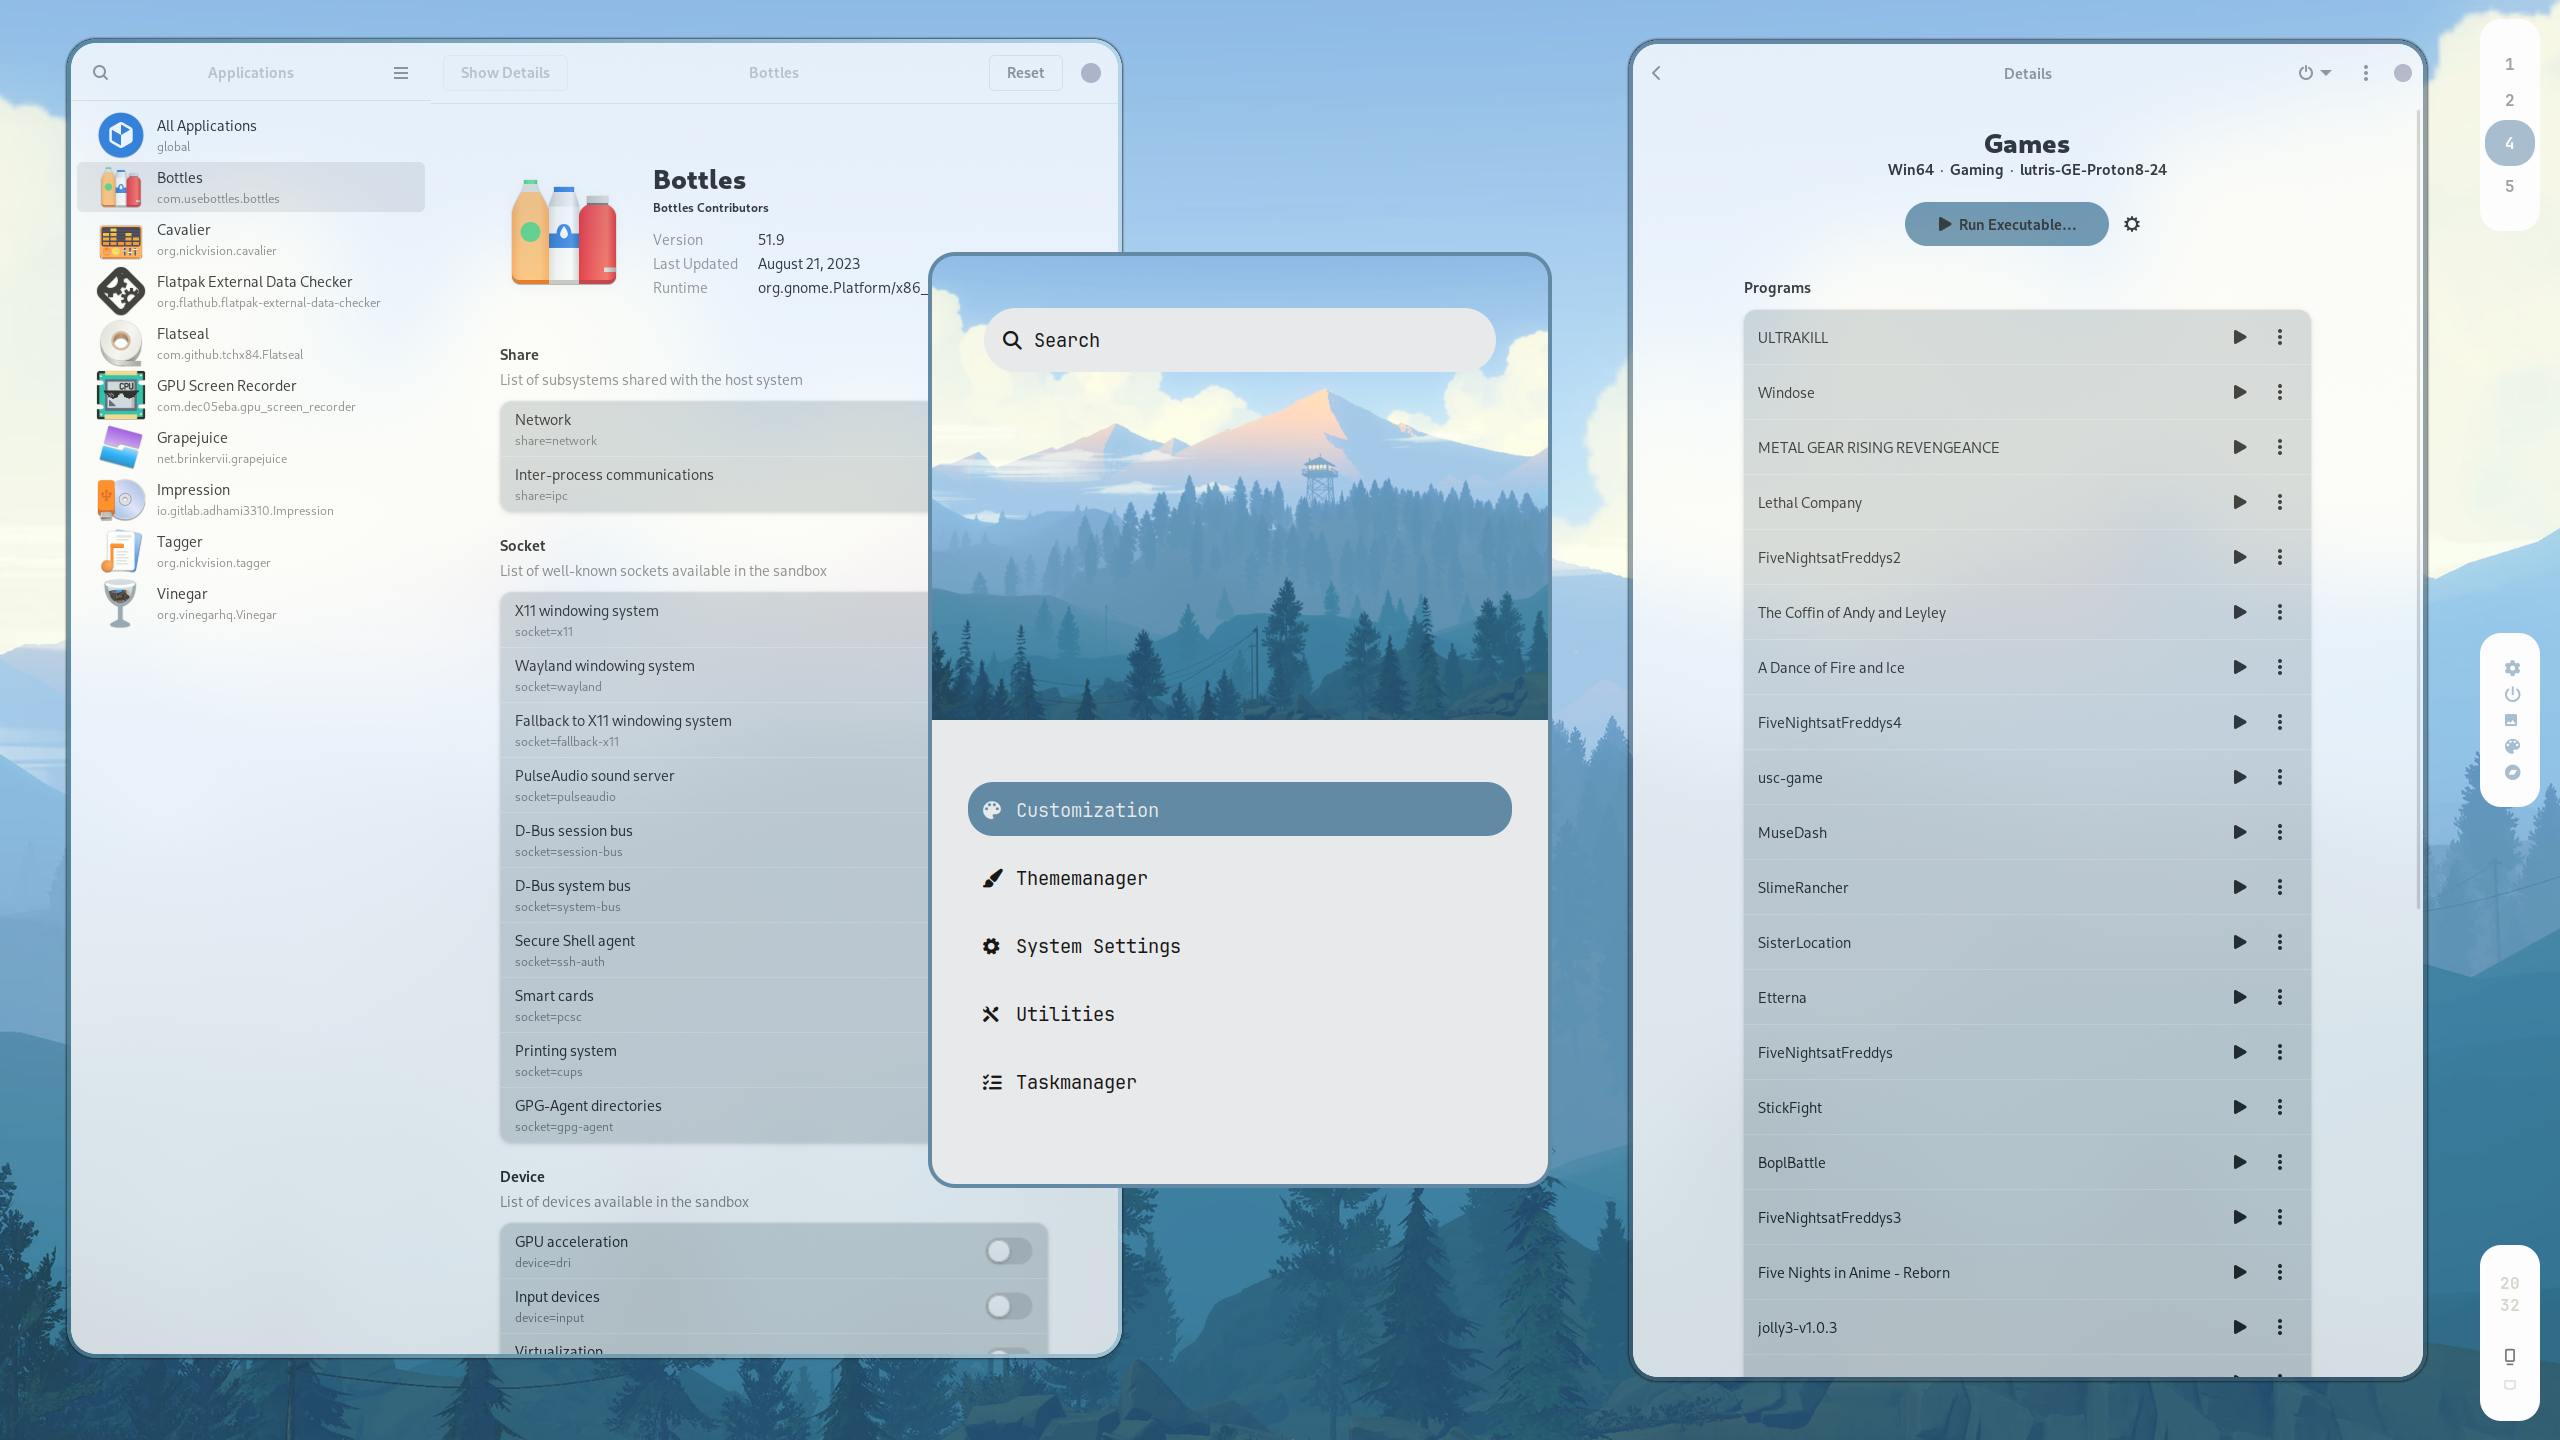 Applications
Show Details
Bottles
Reset
All Applications
global
Bottles
com.usebottles.bottles
Cavalier
org.nickvision.cavalier
Flatpak External Data Checker
org.flathub.flatpak-external-data-checker
Flatseal
com.github.tchx84.Flatseal
CPU
GPU Screen Recorder
com.dec05eba.gpu_screen_recorder
Grapejuice
net.brinkervii.grapejuice
Impression
io.gitlab.adhami3310.Impression
Tagger
org.nickvision.tagger
Vinegar
org.vinegarhq.Vinegar
Bottles
Bottles Contributors
Version 51.9
Last Updated August 21, 2023
Runtime org.gnome.Platform/x86_
Share
List of subsystems shared with the host system
Network
share=network
Inter-process communications
share=ipc
Socket
List of well-known sockets available in the sandbox
X11 windowing system
socket=x11
Wayland windowing system
socket=wayland
Fallback to X11 windowing system
socket=fallback-x11
PulseAudio sound server
socket=pulseaudio
D-Bus session bus
socket=session-bus
D-Bus system bus
socket=system-bus
Secure Shell agent
socket=ssh-auth
Smart cards
socket=pcsc
Printing system
socket=cups
GPG-Agent directories
socket=gpg-agent
Device
List of devices available in the sandbox
GPU acceleration
device=dri
Input devices
device=input
Virtualization
Search
Customization
Thememanager
System Settings
Utilities
Taskmanager
Details
Games
Win64 · Gaming · lutris-GE-Proton8-24
Run Executable…
Programs
ULTRAKILL
Windose
METAL GEAR RISING REVENGEANCE
Lethal Company
FiveNightsatFreddys2
The Coffin of Andy and Leyley
A Dance of Fire and Ice
FiveNightsatFreddys4
usc-game
MuseDash
SlimeRancher
SisterLocation
Etterna
FiveNightsatFreddys
StickFight
BoplBattle
FiveNightsatFreddys3
Five Nights in Anime - Reborn
jolly3-v1.0.3
1
2
4
5
20
32